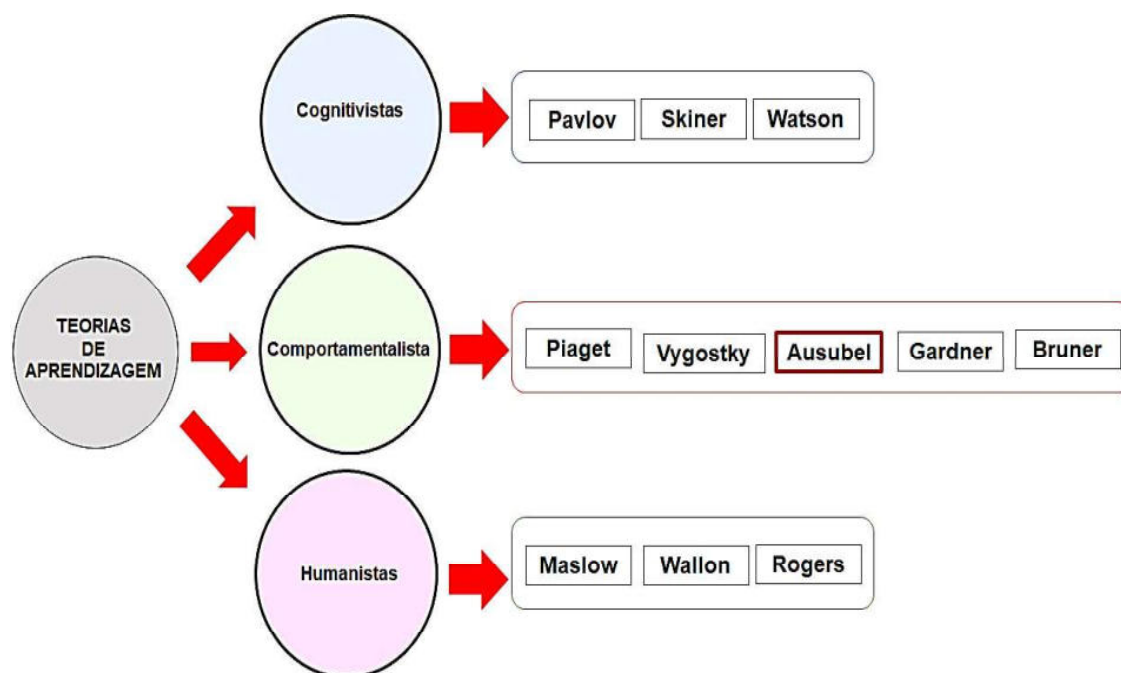 Cognitivistas
Pavlov
Skiner
Watson
TEORIAS
DE
APRENDIZAGEM
Comportamentalista
Piaget
Vygostky
Ausubel
Gardner
Bruner
Humanistas
Maslow
Wallon
Rogers